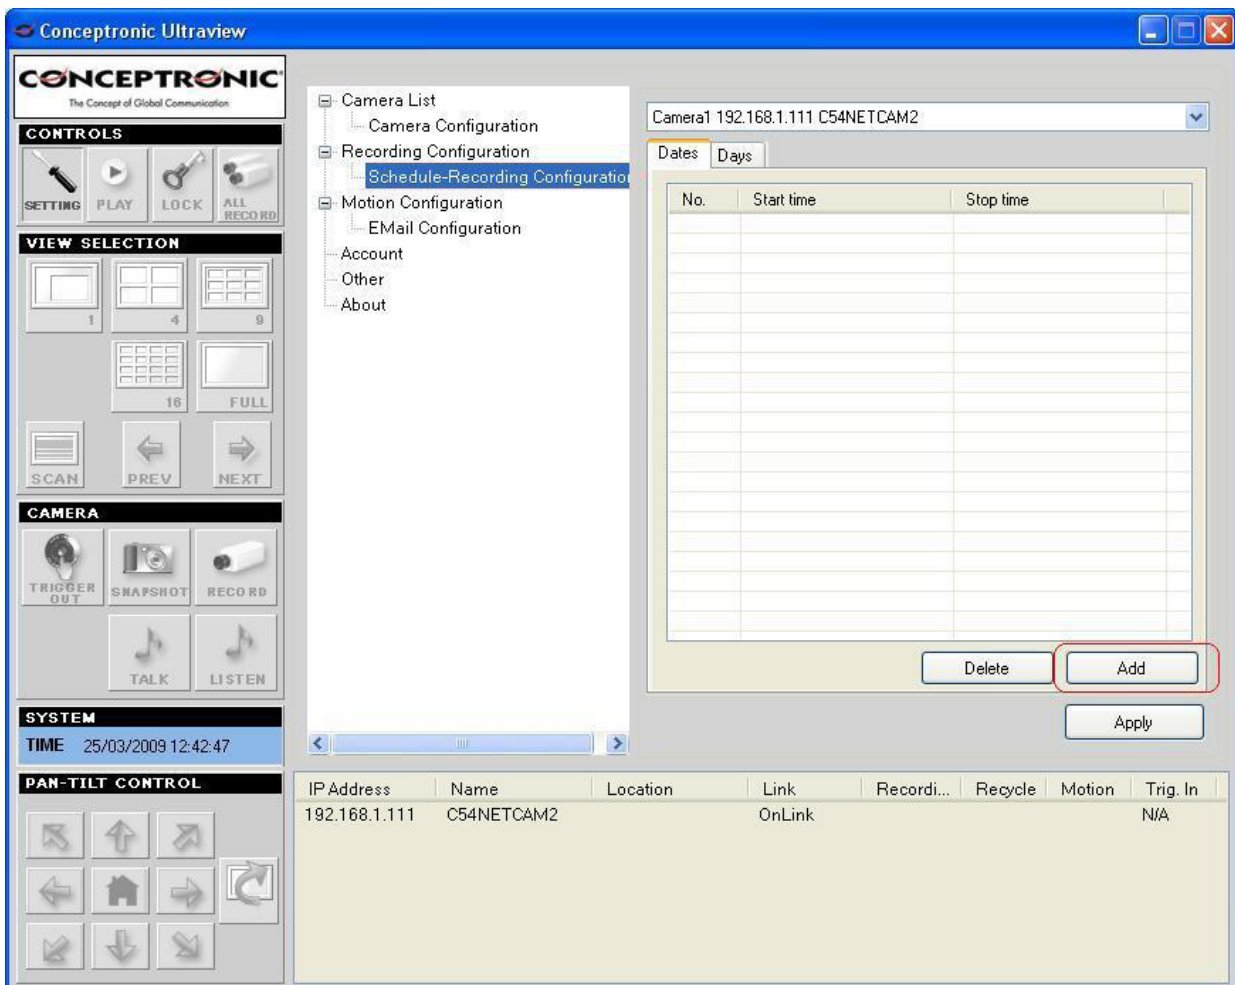 Conceptronic Ultraview
CONCEPTRONIC
The Concept of Global Communication
CONTROLS
SETTING PLAY LOCK ALL RECORD
VIEW SELECTION
1 4 9
16 FULL
SCAN PREV NEXT
CAMERA
TRIGGER OUT SNAPSHOT RECORD
TALK LISTEN
SYSTEM
TIME 25/03/2009 12:42:47
PAN-TILT CONTROL
Camera List
Camera Configuration
Recording Configuration
Schedule-Recording Configuration
Motion Configuration
EMail Configuration
Account
Other
About
Camera1 192.168.1.111 C54NETCAM2
Dates Days
No. Start time Stop time
Delete Add
Apply
IP Address Name Location Link Recordi... Recycle Motion Trig. In
192.168.1.111 C54NETCAM2 OnLink N/A